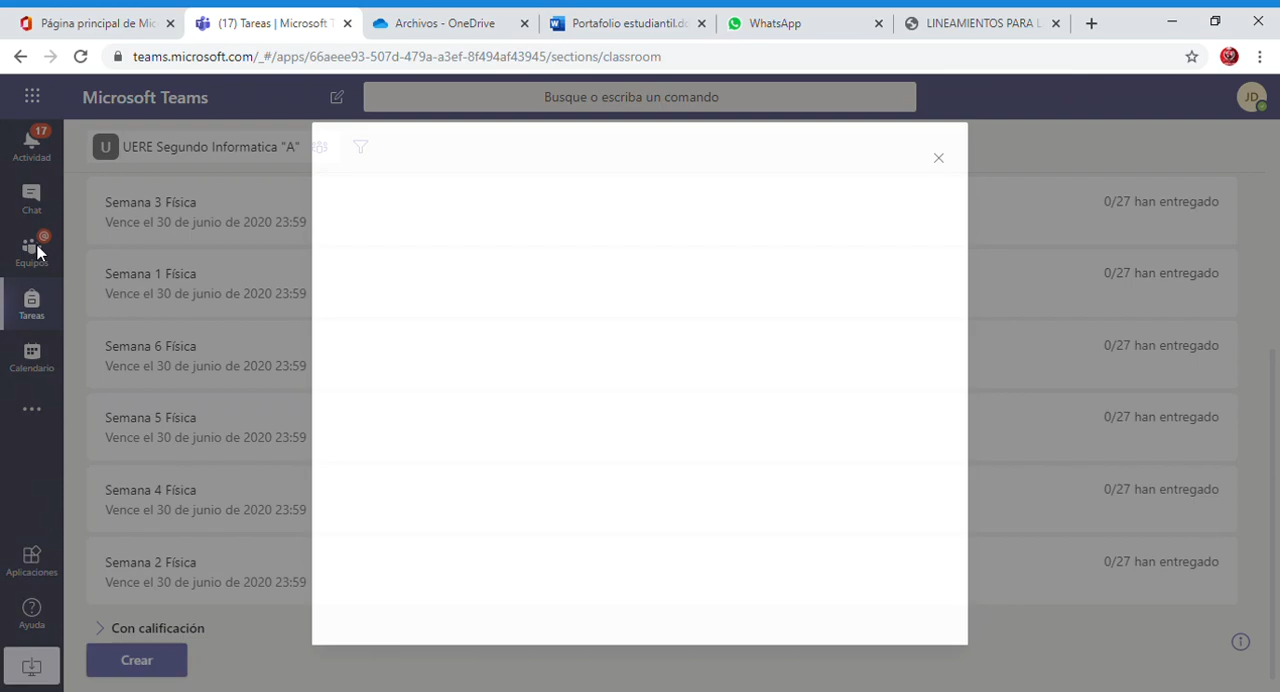 Página principal de Mic
(17) Tareas | Microsoft T
Archivos - OneDrive
Portafolio estudiantil.do
WhatsApp
LINEAMIENTOS PARA L
teams.microsoft.com/_#/apps/66aeee93-507d-479a-a3ef-8f494af43945/sections/classroom
Microsoft Teams
Busque o escriba un comando
JD
17
Actividad
Chat
Equipos
Tareas
Calendario
Aplicaciones
Ayuda
U UERE Segundo Informatica "A"
Semana 3 Física
0/27 han entregado
Vence el 30 de junio de 2020 23:59
Semana 1 Física
0/27 han entregado
Vence el 30 de junio de 2020 23:59
Semana 6 Física
0/27 han entregado
Vence el 30 de junio de 2020 23:59
Semana 5 Física
0/27 han entregado
Vence el 30 de junio de 2020 23:59
Semana 4 Física
0/27 han entregado
Vence el 30 de junio de 2020 23:59
Semana 2 Física
0/27 han entregado
Vence el 30 de junio de 2020 23:59
Con calificación
Crear